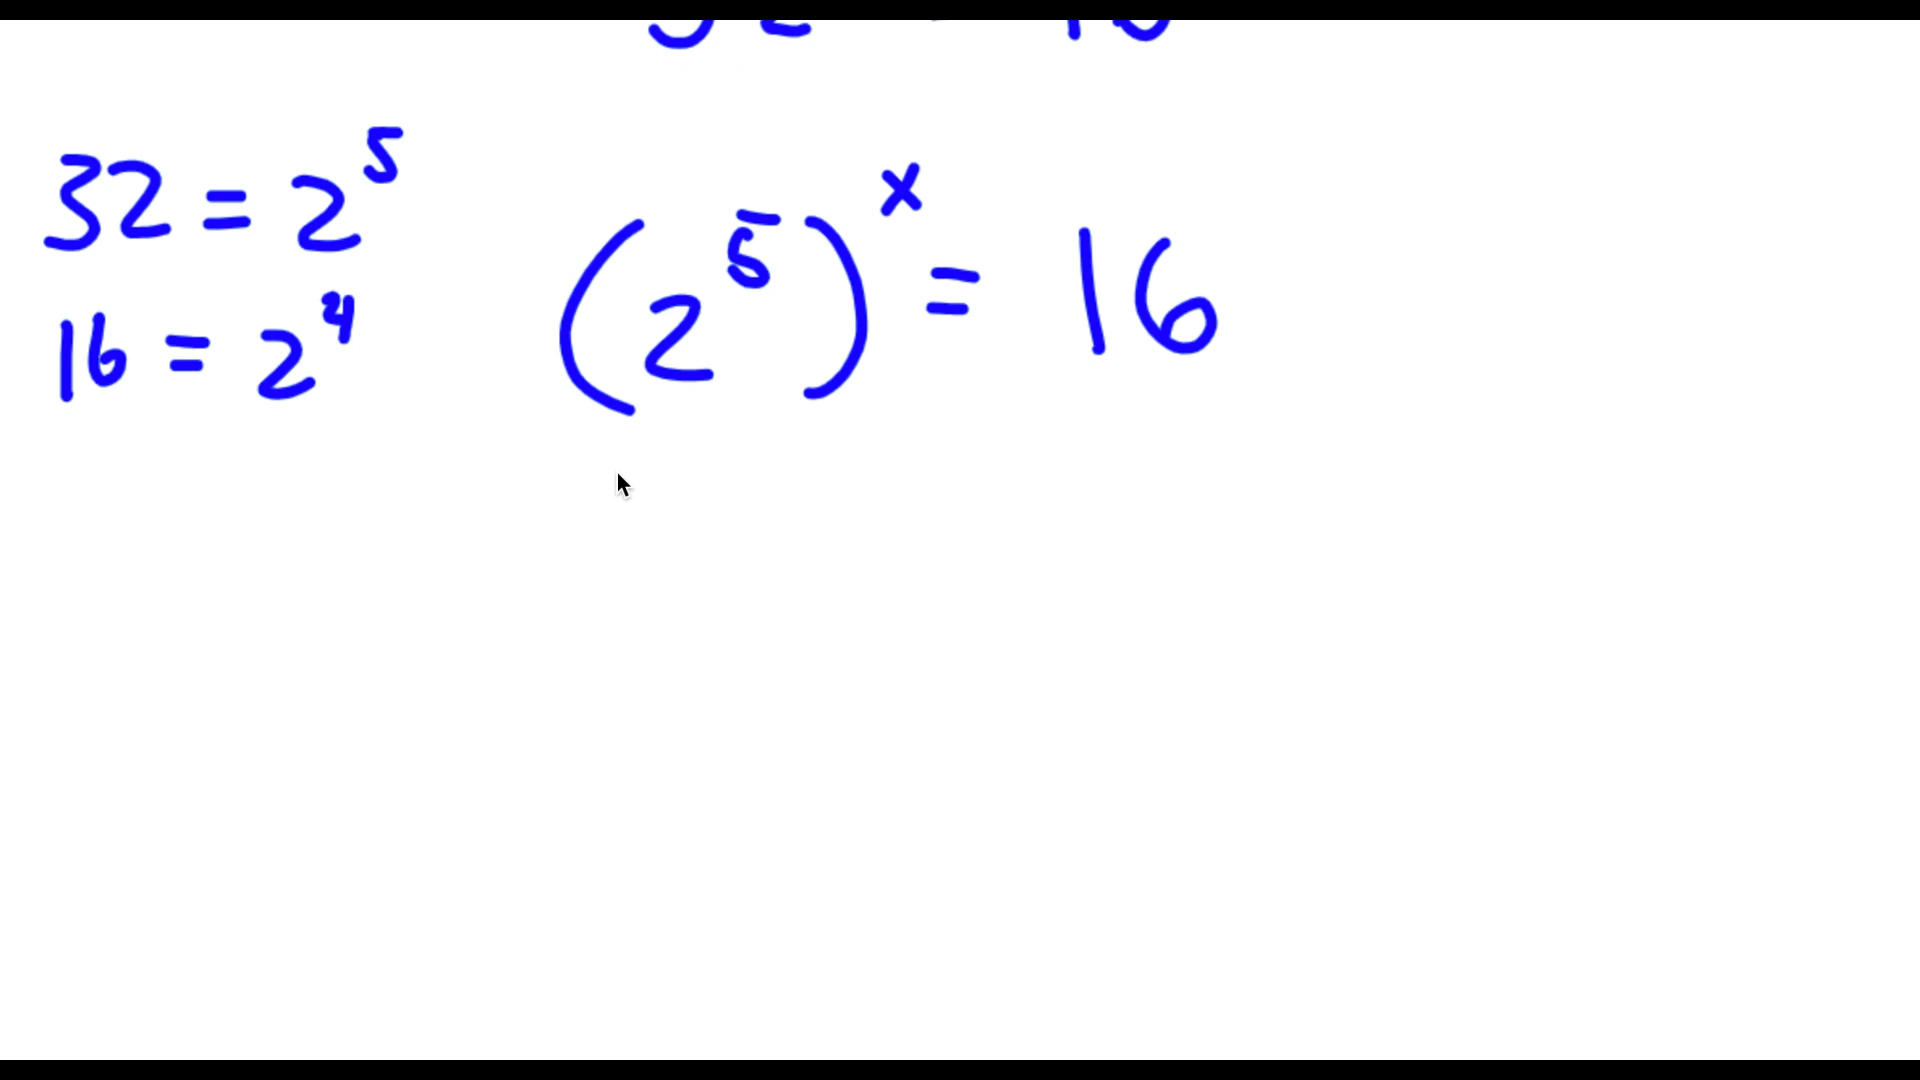 32 = 2^5
(2^5)^x = 16
16 = 2^4